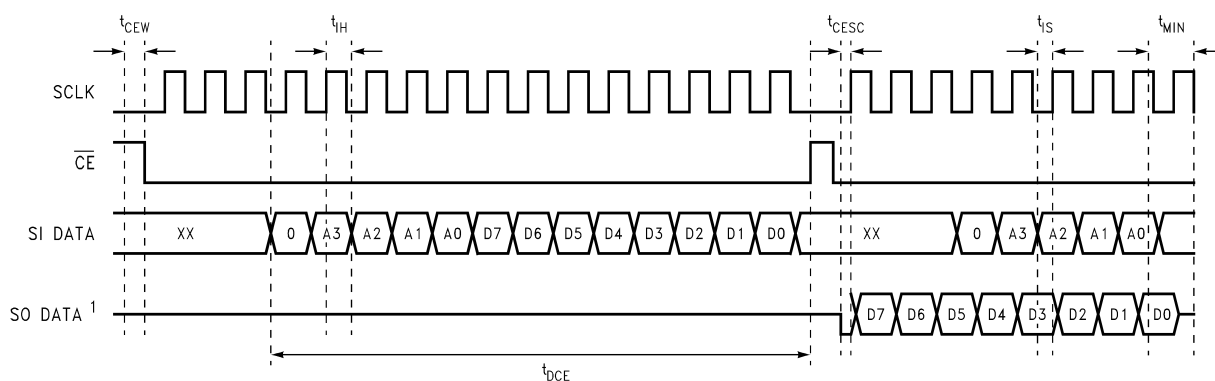 tCEW tIH tCESC tIS tMIN
SCLK
CE
SI DATA XX 0 A3 A2 A1 A0 D7 D6 D5 D4 D3 D2 D1 D0 XX 0 A3 A2 A1 A0
SO DATA 1 D7 D6 D5 D4 D3 D2 D1 D0
tDCE